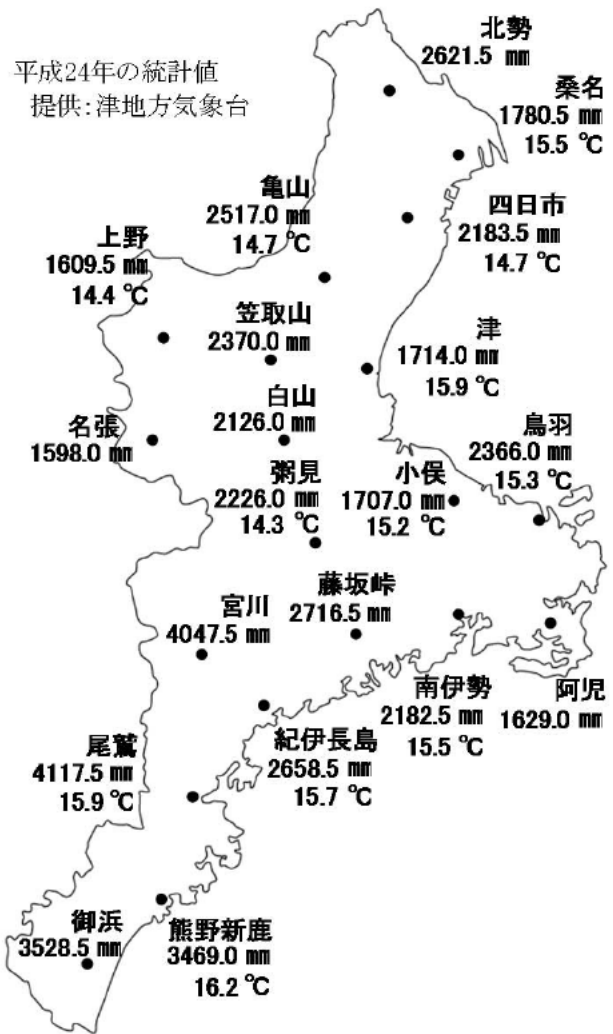 平成24年の統計値
提供:津地方気象台
北勢
2621.5 ㎜
桑名
1780.5 ㎜
15.5 ℃
亀山
2517.0 ㎜
14.7 ℃
四日市
2183.5 ㎜
14.7 ℃
上野
1609.5 ㎜
14.4 ℃
笠取山
2370.0 ㎜
津
1714.0 ㎜
15.9 ℃
白山
2126.0 ㎜
名張
1598.0 ㎜
鳥羽
2366.0 ㎜
15.3 ℃
粥見
2226.0 ㎜
14.3 ℃
小俣
1707.0 ㎜
15.2 ℃
藤坂峠
2716.5 ㎜
宮川
4047.5 ㎜
南伊勢
2182.5 ㎜
15.5 ℃
阿児
1629.0 ㎜
尾鷲
4117.5 ㎜
15.9 ℃
紀伊長島
2658.5 ㎜
15.7 ℃
御浜
3528.5 ㎜
熊野新鹿
3469.0 ㎜
16.2 ℃